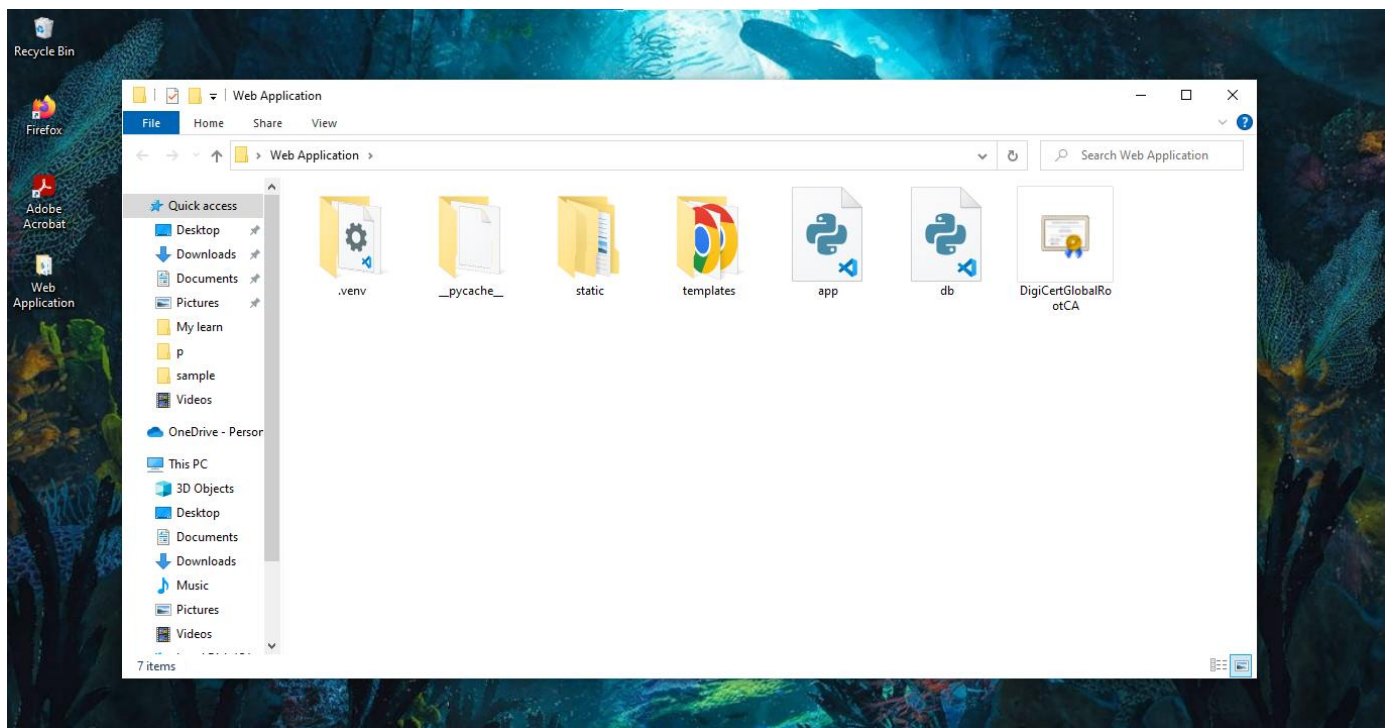 Recycle Bin
Firefox
Adobe
Acrobat
Web
Application
Web Application
File Home Share View
Web Application
Search Web Application
Quick access
Desktop
Downloads
Documents
Pictures
My learn
p
sample
Videos
OneDrive - Person
This PC
3D Objects
Desktop
Documents
Downloads
Music
Pictures
Videos
.venv
__pycache__
static
templates
app
db
DigiCertGlobalRo
otCA
7 items